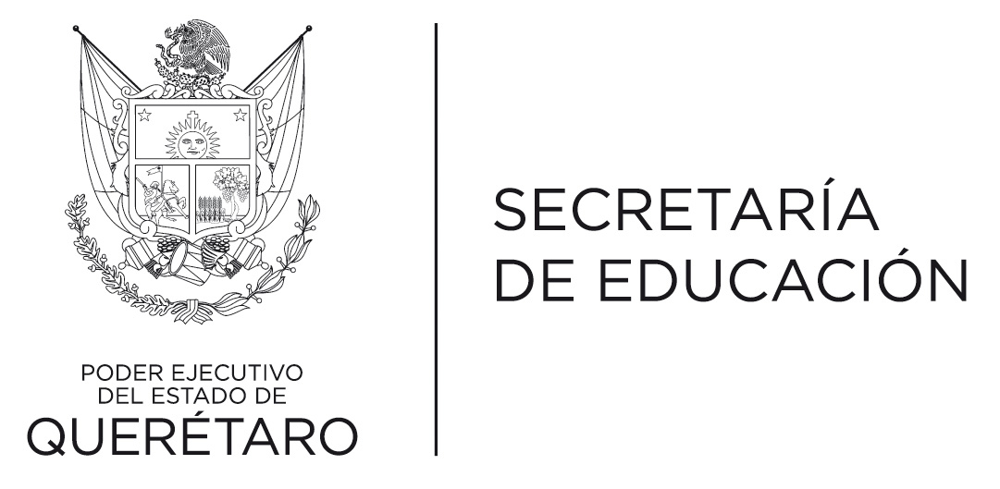 PODER EJECUTIVO
DEL ESTADO DE
QUERÉTARO
SECRETARÍA
DE EDUCACIÓN